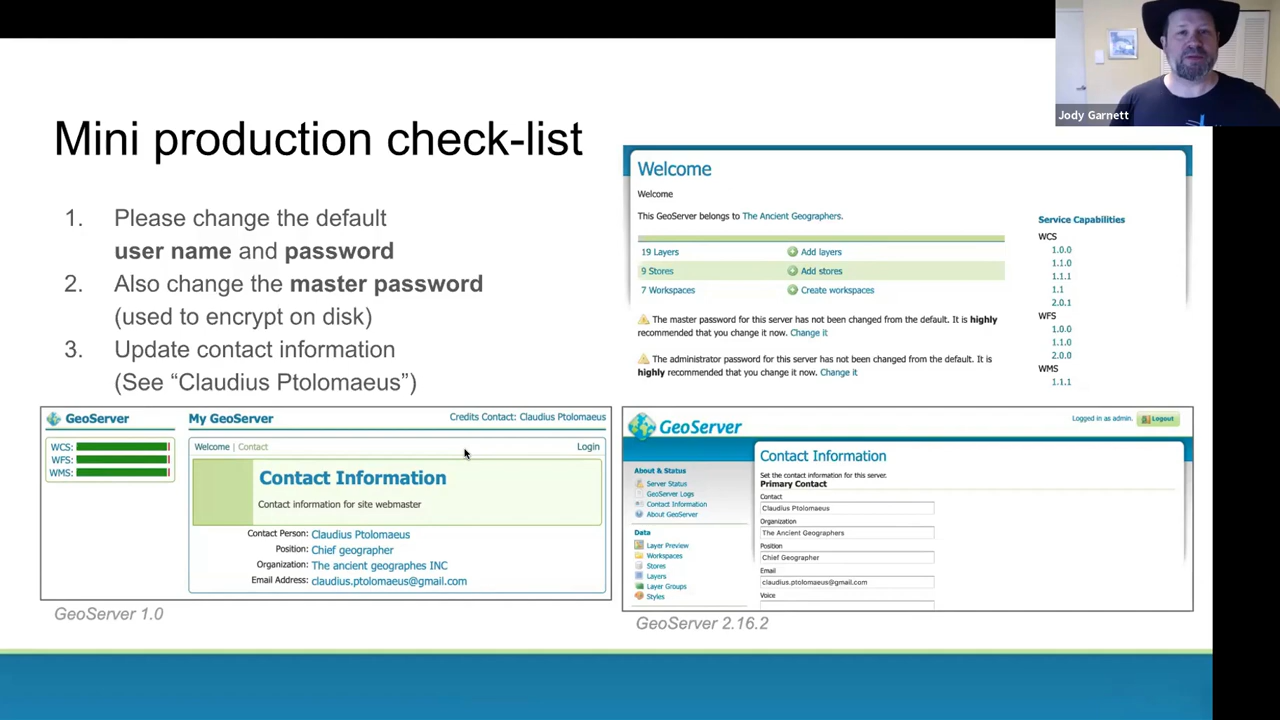 Jody Garnett
Mini production check-list
1. Please change the default
user name and password
2. Also change the master password
(used to encrypt on disk)
3. Update contact information
(See “Claudius Ptolomaeus”)
Welcome
Welcome
This GeoServer belongs to The Ancient Geographers.
19 Layers Add layers
9 Stores Add stores
7 Workspaces Create workspaces
The master password for this server has not been changed from the default. It is highly
recommended that you change it now. Change it
The administrator password for this server has not been changed from the default. It is
highly recommended that you change it now. Change it
Service Capabilities
WCS
1.0.0
1.1.0
1.1.1
1.1
2.0.1
WFS
1.0.0
1.1.0
2.0.0
WMS
1.1.1
GeoServer
WCS:
WFS:
WMS:
My GeoServer
Credits Contact: Claudius Ptolomaeus
Welcome | Contact
Login
Contact Information
Contact information for site webmaster
Contact Person: Claudius Ptolomaeus
Position: Chief geographer
Organization: The ancient geographes INC
Email Address: claudius.ptolomaeus@gmail.com
GeoServer 1.0
GeoServer
Logged in as admin. Logout
About & Status
Server Status
GeoServer Logs
Contact Information
About GeoServer
Data
Layer Preview
Workspaces
Stores
Layers
Layer Groups
Styles
Contact Information
Set the contact information for this server.
Primary Contact
Contact
Claudius Ptolomaeus
Organization
The Ancient Geographers
Position
Chief Geographer
Email
claudius.ptolomaeus@gmail.com
Voice
GeoServer 2.16.2